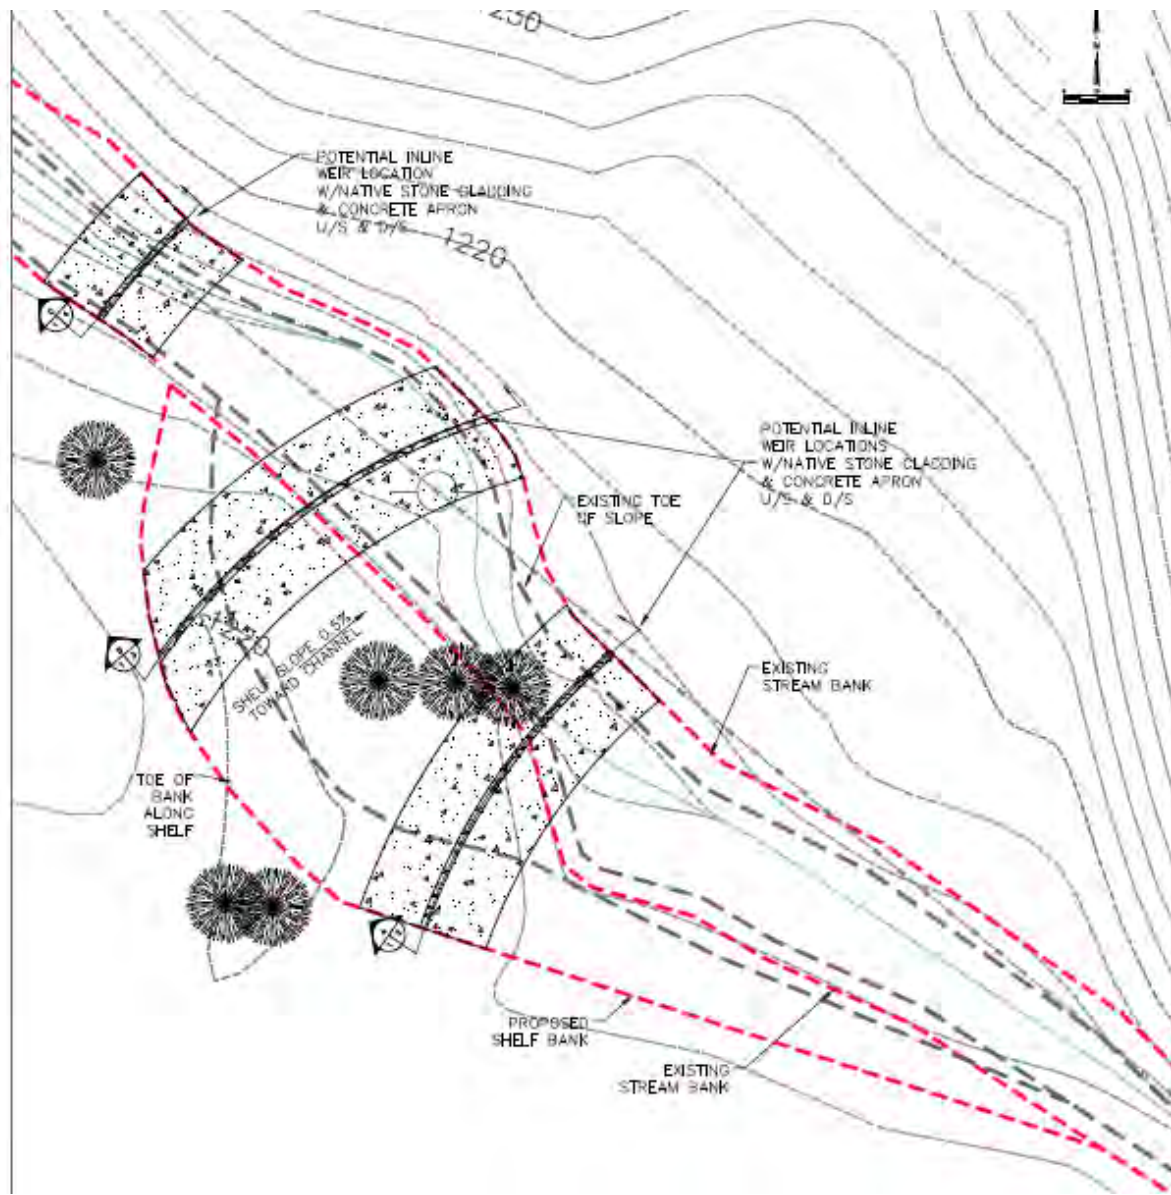 1230
POTENTIAL INLINE
WEIR LOCATION
W/NATIVE STONE CLADDING
& CONCRETE APRON
U/S & D/S
1220
POTENTIAL INLINE
WEIR LOCATIONS
W/NATIVE STONE CLADDING
& CONCRETE APRON
U/S & D/S
EXISTING TOE
OF SLOPE
SHELF SLOPE 0.5%
TOWARD CHANNEL
EXISTING
STREAM BANK
TOE OF
BANK
ALONG
SHELF
PROPOSED
SHELF BANK
EXISTING
STREAM BANK